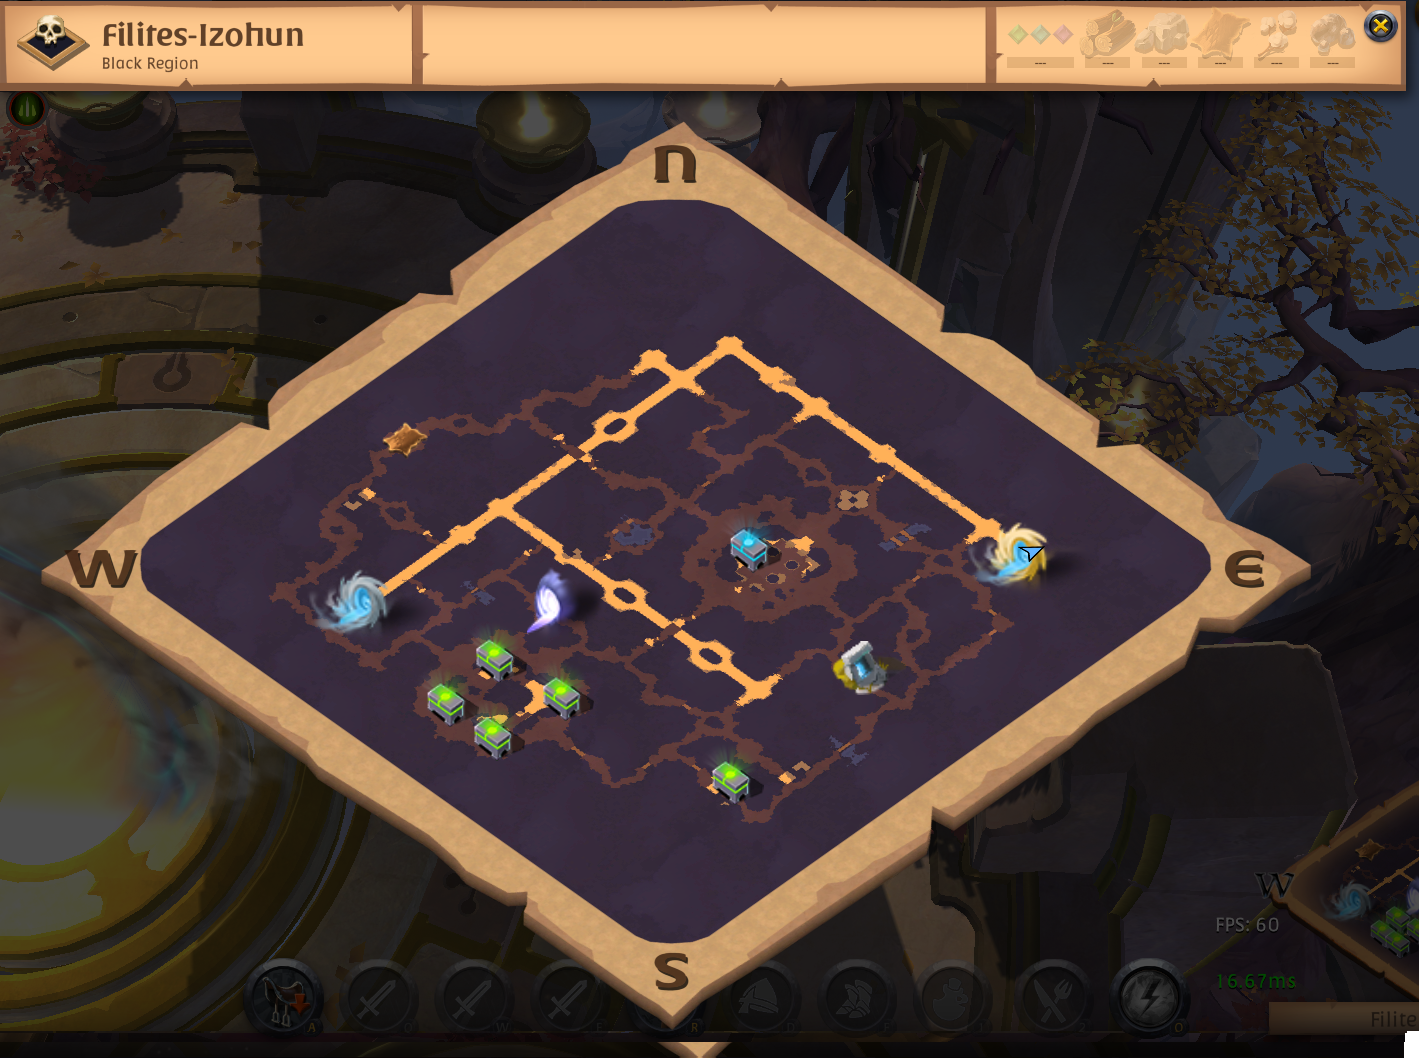 Filites-Izohun
Black Region
--- --- --- --- --- ---
N
W
E
S
W
FPS: 60
16.67ms
A Q W E R D F 
O
Filite